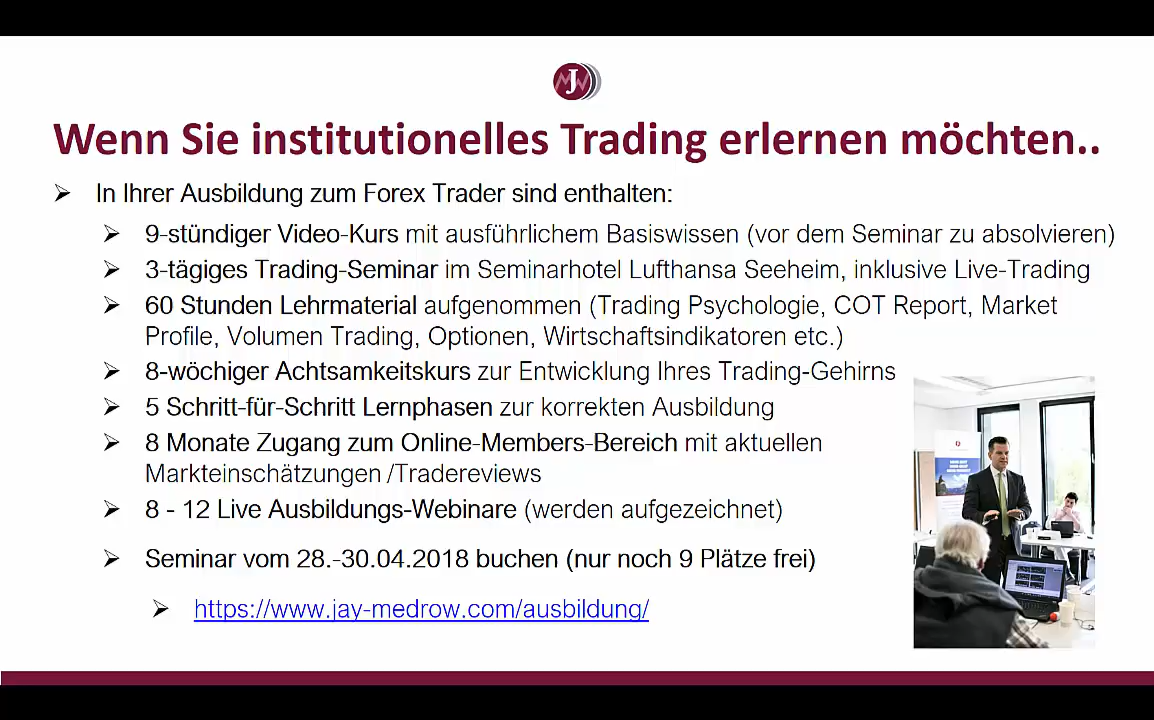 J
Wenn Sie institutionelles Trading erlernen möchten..
In Ihrer Ausbildung zum Forex Trader sind enthalten:
9-stündiger Video-Kurs mit ausführlichem Basiswissen (vor dem Seminar zu absolvieren)
3-tägiges Trading-Seminar im Seminarhotel Lufthansa Seeheim, inklusive Live-Trading
60 Stunden Lehrmaterial aufgenommen (Trading Psychologie, COT Report, Market
Profile, Volumen Trading, Optionen, Wirtschaftsindikatoren etc.)
8-wöchiger Achtsamkeitskurs zur Entwicklung Ihres Trading-Gehirns
5 Schritt-für-Schritt Lernphasen zur korrekten Ausbildung
8 Monate Zugang zum Online-Members-Bereich mit aktuellen
Markteinschätzungen /Tradereviews
8 - 12 Live Ausbildungs-Webinare (werden aufgezeichnet)
Seminar vom 28.-30.04.2018 buchen (nur noch 9 Plätze frei)
https://www.jay-medrow.com/ausbildung/